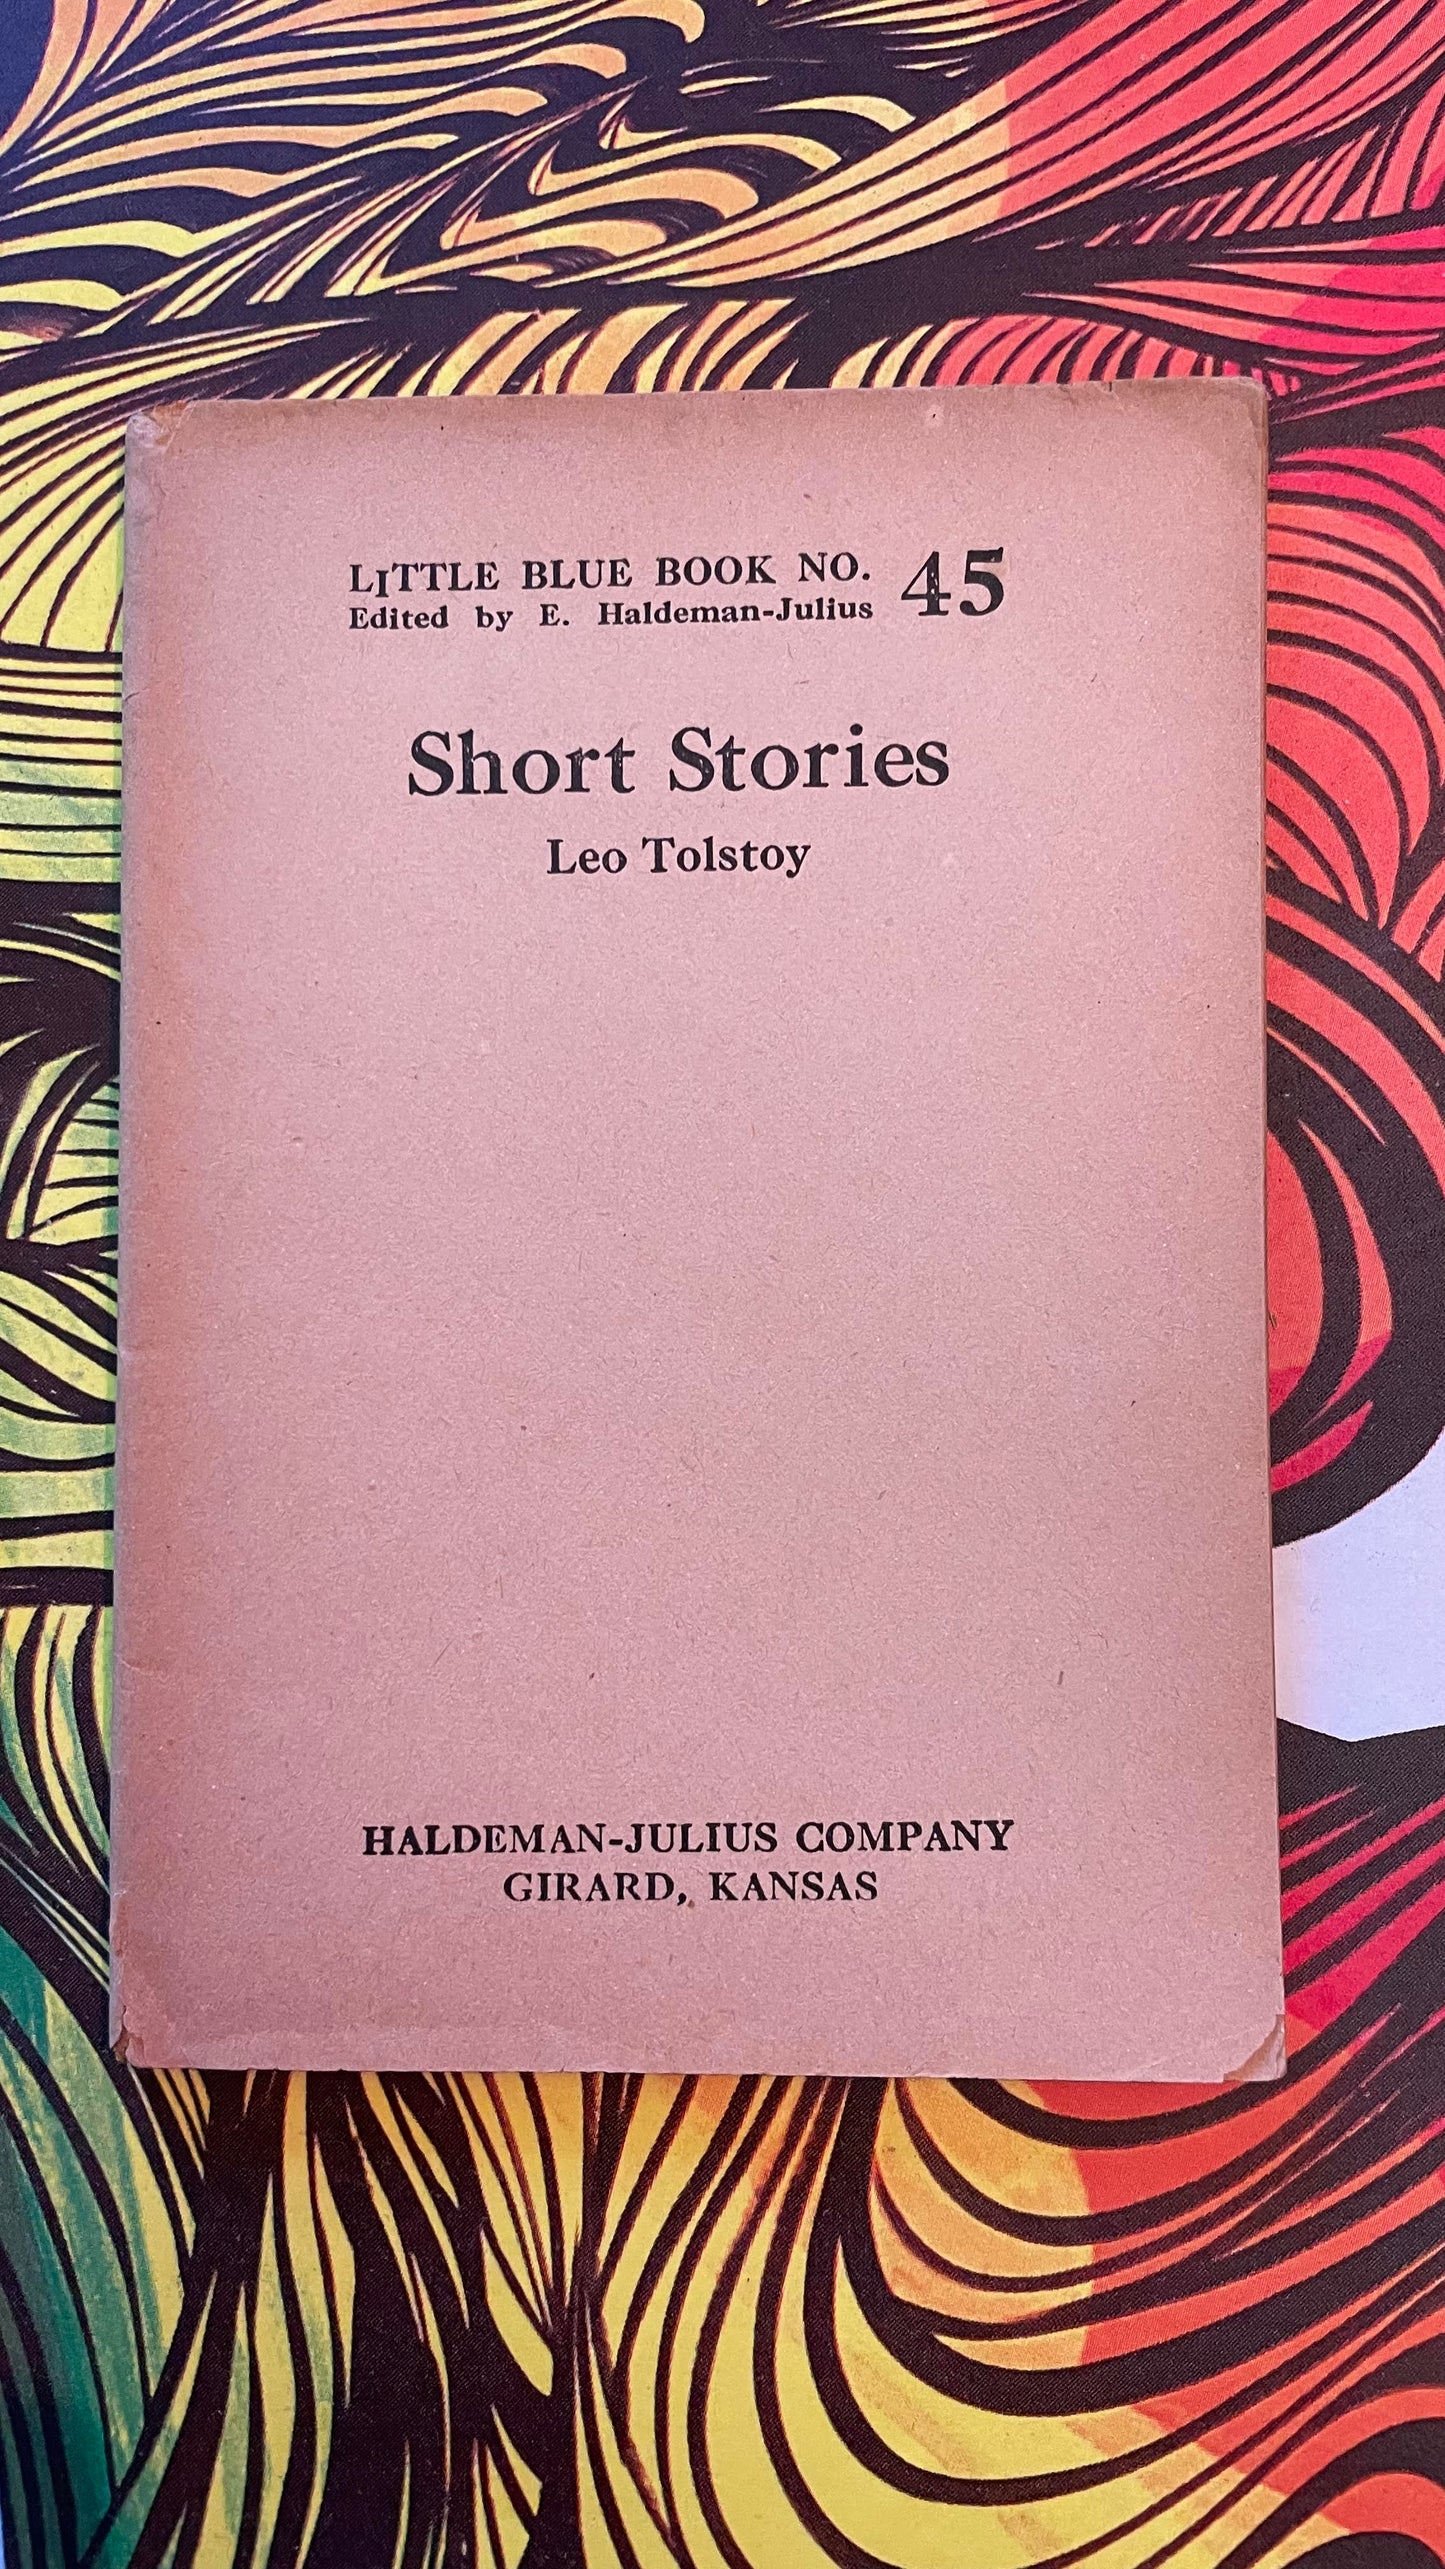 LITTLE BLUE BOOK NO. 45
Edited by E. Haldeman-Julius
Short Stories
Leo Tolstoy
HALDEMAN-JULIUS COMPANY
GIRARD, KANSAS